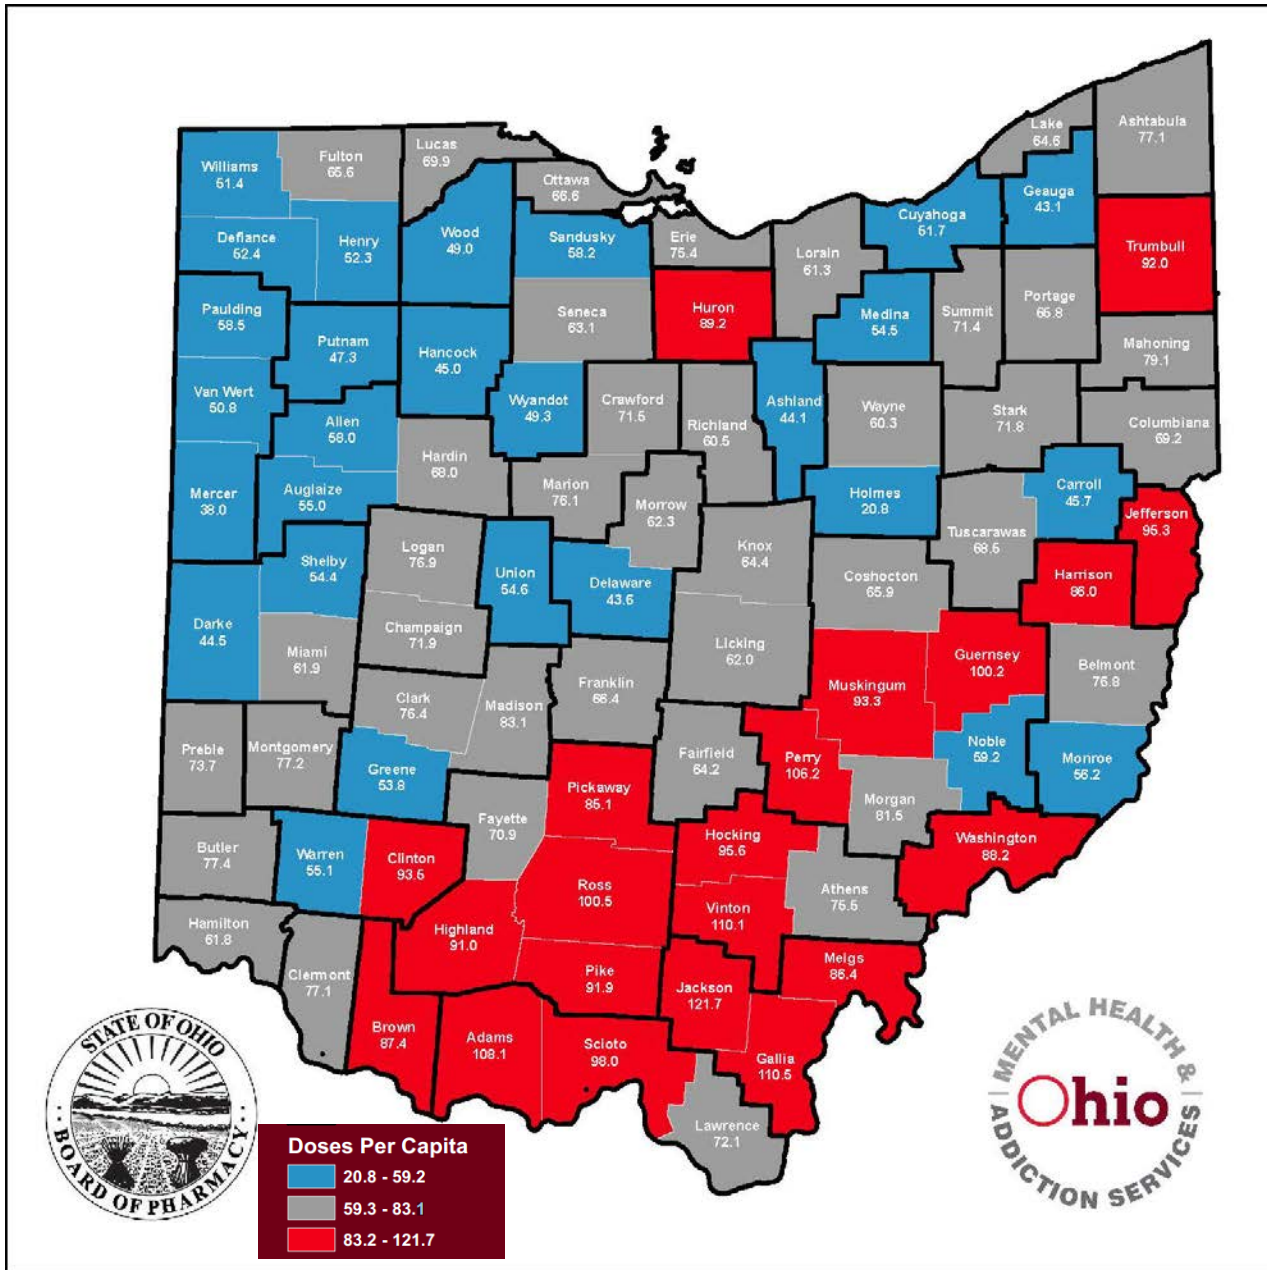 Ashtabula
77.1
Lake
64.6
Lucas
69.9
Fulton
65.6
Williams
51.4
Ottawa
66.6
Geauga
43.1
Cuyahoga
51.7
Wood
49.0
Sandusky
58.2
Erie
75.4
Defiance
52.4
Henry
52.3
Trumbull
92.0
Lorain
61.3
Portage
65.8
Paulding
58.5
Huron
89.2
Seneca
63.1
Medina
54.5
Summit
71.4
Putnam
47.3
Mahoning
79.1
Hancock
45.0
Van Wert
50.8
Wyandot
49.3
Crawford
71.5
Ashland
44.1
Wayne
60.3
Stark
71.8
Allen
58.0
Richland
60.5
Columbiana
69.2
Hardin
68.0
Marion
76.1
Carroll
45.7
Mercer
38.0
Auglaize
55.0
Holmes
20.8
Morrow
62.3
Jefferson
95.3
Tuscarawas
68.5
Logan
76.9
Knox
64.4
Shelby
54.4
Union
54.6
Delaware
43.6
Coshocton
65.9
Harrison
86.0
Darke
44.5
Champaign
71.9
Licking
62.0
Miami
61.9
Guernsey
100.2
Belmont
76.8
Franklin
66.4
Muskingum
93.3
Clark
76.4
Madison
83.1
Noble
59.2
Preble
73.7
Montgomery
77.2
Fairfield
64.2
Perry
106.2
Monroe
56.2
Greene
53.8
Pickaway
85.1
Morgan
81.5
Fayette
70.9
Hocking
95.6
Washington
88.2
Butler
77.4
Warren
55.1
Clinton
93.5
Ross
100.5
Athens
75.5
Vinton
110.1
Hamilton
61.8
Highland
91.0
Meigs
86.4
Clermont
77.1
Pike
91.9
Jackson
121.7
Brown
87.4
Adams
108.1
Scioto
98.0
Gallia
110.5
Lawrence
72.1
STATE OF OHIO
BOARD OF PHARMACY
Doses Per Capita
20.8 - 59.2
59.3 - 83.1
83.2 - 121.7
MENTAL HEALTH &
Ohio
ADDICTION SERVICES